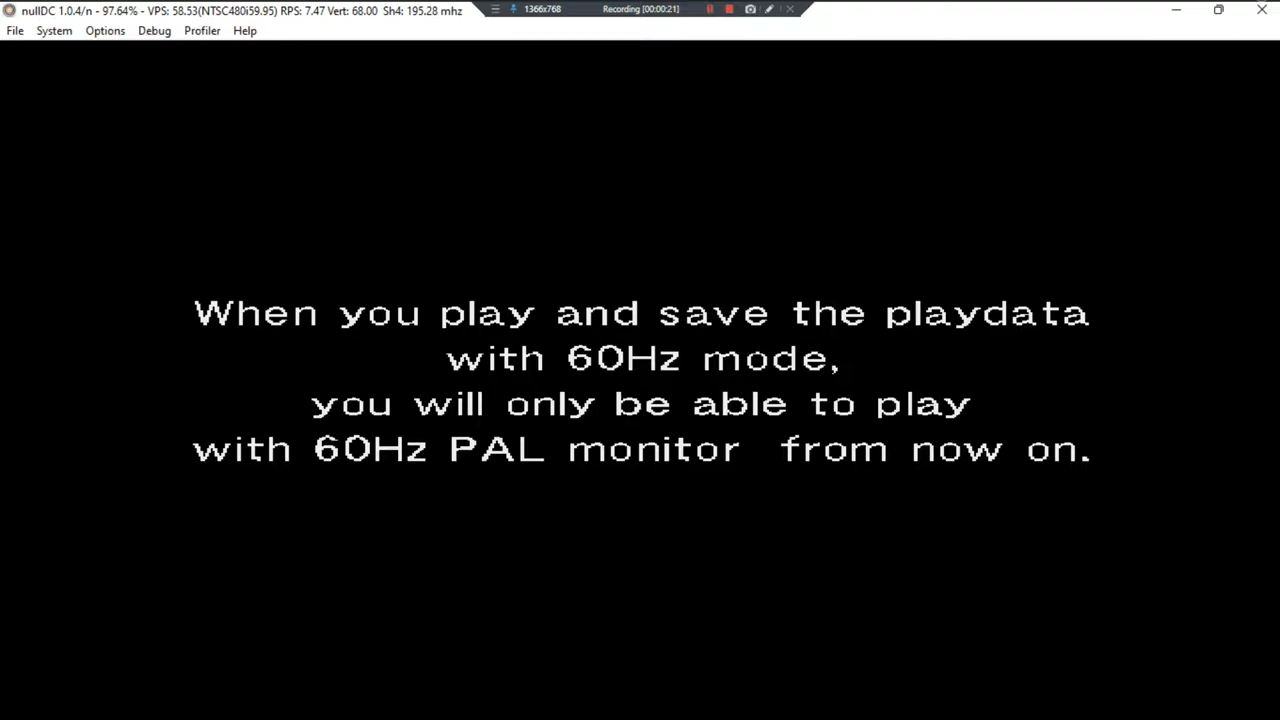 nullDC 1.0.4/n - 97.64% - VPS: 58.53(NTSC480i59.95) RPS: 7.47 Vert: 68.00 Sh4: 195.28 mhz
1366x768 Recording [00:00:21]
File System Options Debug Profiler Help
When you play and save the playdata
with 60Hz mode,
you will only be able to play
with 60Hz PAL monitor from now on.